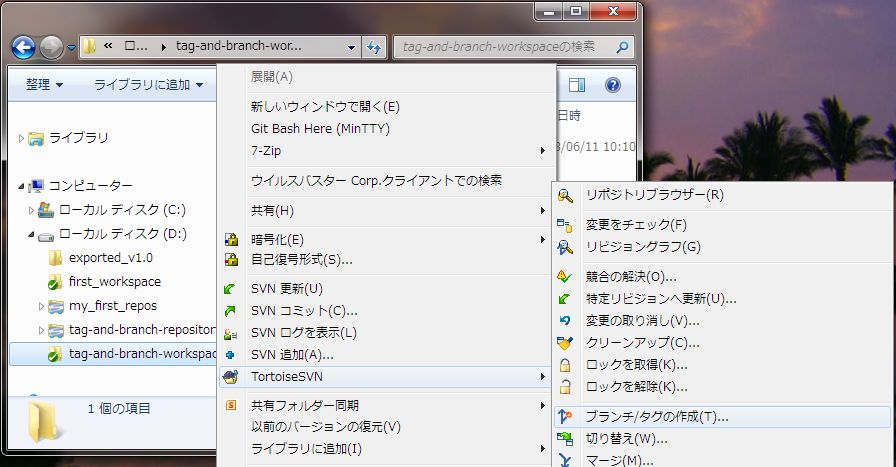 « ロ... tag-and-branch-wor...
tag-and-branch-workspaceの検索
整理
ライブラリに追加
ライブラリ
コンピューター
ローカル ディスク (C:)
ローカル ディスク (D:)
exported_v1.0
first_workspace
my_first_repos
tag-and-branch-repositor
tag-and-branch-workspac
1 個の項目
日時
3/06/11 10:10
展開(A)
新しいウィンドウで開く(E)
Git Bash Here (MinTTY)
7-Zip
ウイルスバスター Corp.クライアントでの検索
共有(H)
暗号化(E)
自己復号形式(S)...
SVN 更新(U)
SVN コミット(C)...
SVN ログを表示(L)
SVN 追加(A)...
TortoiseSVN
共有フォルダー同期
以前のバージョンの復元(V)
ライブラリに追加(I)
リポジトリブラウザー(R)
変更をチェック(F)
リビジョングラフ(G)
競合の解決(O)...
特定リビジョンへ更新(U)...
変更の取り消し(V)...
クリーンアップ(C)...
ロックを取得(K)...
ロックを解除(K)...
ブランチ/タグの作成(T)...
切り替え(W)...
マージ(M)...